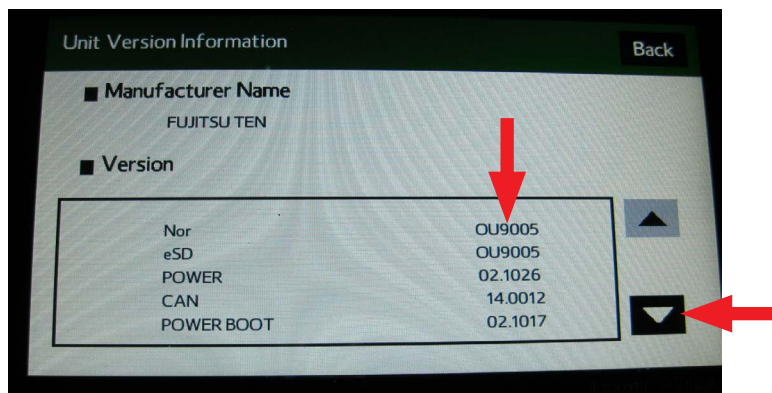 Unit Version Information
Back
■ Manufacturer Name
FUJITSU TEN
■ Version
Nor OU9005
eSD OU9005
POWER 02.1026
CAN 14.0012
POWER BOOT 02.1017